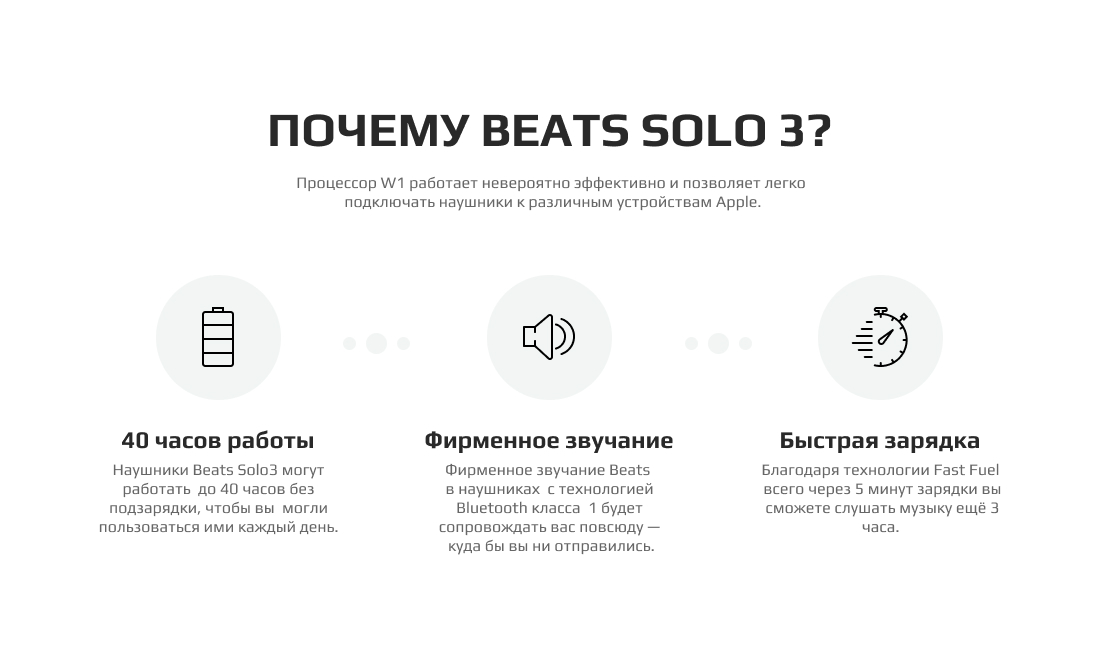 ПОЧЕМУ BEATS SOLO 3?
Процессор W1 работает невероятно эффективно и позволяет легко
подключать наушники к различным устройствам Apple.
40 часов работы
Наушники Beats Solo3 могут
работать до 40 часов без
подзарядки, чтобы вы могли
пользоваться ими каждый день.
Фирменное звучание
Фирменное звучание Beats
в наушниках с технологией
Bluetooth класса 1 будет
сопровождать вас повсюду —
куда бы вы ни отправились.
Быстрая зарядка
Благодаря технологии Fast Fuel
всего через 5 минут зарядки вы
сможете слушать музыку ещё 3
часа.